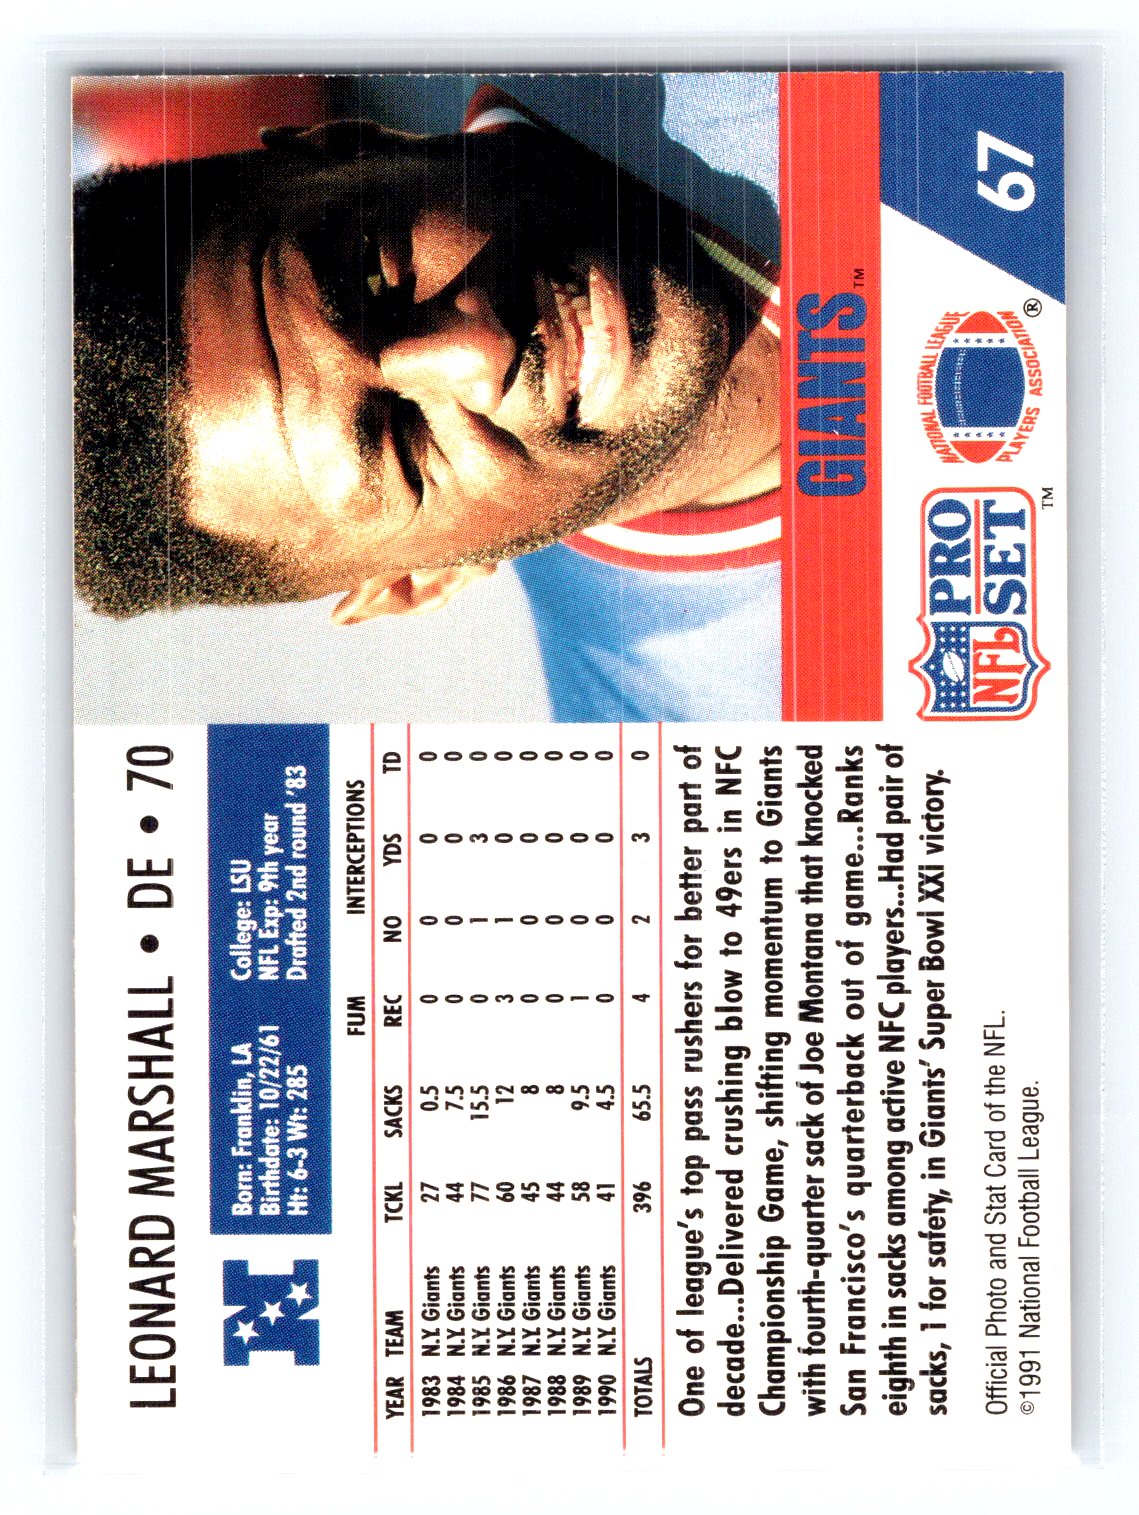 LEONARD MARSHALL • DE • 70
Born: Franklin, LA College: LSU
Birthdate: 10/22/61 NFL Exp: 9th year
Ht: 6-3 Wt: 285 Drafted 2nd round '83
FUM INTERCEPTIONS
YEAR TEAM TCKL SACKS REC NO YDS TD
1983 N.Y. Giants 27 0.5 0 0 0 0
1984 N.Y. Giants 44 7.5 0 0 0 0
1985 N.Y. Giants 77 15.5 0 1 3 0
1986 N.Y. Giants 60 12 3 1 0 0
1987 N.Y. Giants 45 8 0 0 0 0
1988 N.Y. Giants 44 8 0 0 0 0
1989 N.Y. Giants 58 9.5 1 0 0 0
1990 N.Y. Giants 41 4.5 0 0 0 0
TOTALS 396 65.5 4 2 3 0
One of league's top pass rushers for better part of
decade...Delivered crushing blow to 49ers in NFC
Championship Game, shifting momentum to Giants
with fourth-quarter sack of Joe Montana that knocked
San Francisco's quarterback out of game...Ranks
eighth in sacks among active NFC players...Had pair of
sacks, 1 for safety, in Giants' Super Bowl XXI victory.
Official Photo and Stat Card of the NFL.
©1991 National Football League.
GIANTS™
NFL PRO SET™
NATIONAL FOOTBALL LEAGUE
PLAYERS ASSOCIATION®
67